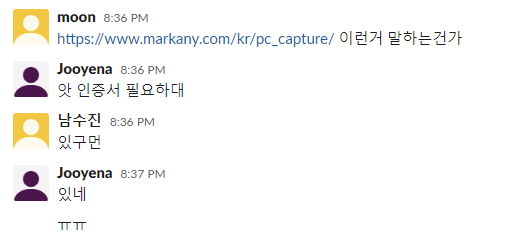 moon 8:36 PM
https://www.markany.com/kr/pc_capture/ 이런거 말하는건가
Jooyena 8:36 PM
앗 인증서 필요하대
남수진 8:36 PM
있구먼
Jooyena 8:37 PM
있네
ㅠㅠ